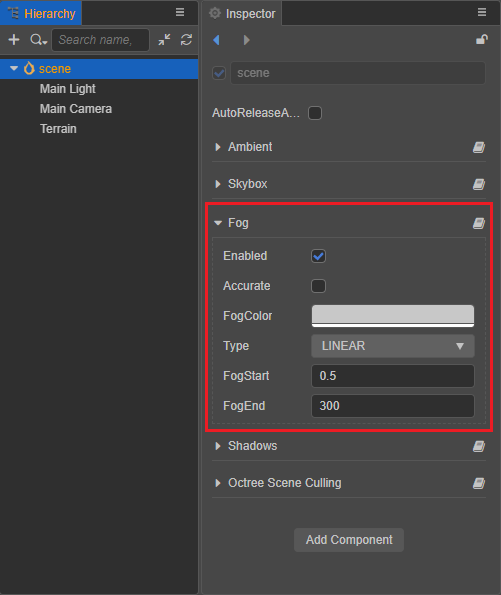 Hierarchy
Search name,
scene
Main Light
Main Camera
Terrain
Inspector
scene
AutoReleaseA...
Ambient
Skybox
Fog
Enabled
Accurate
FogColor
Type LINEAR
FogStart 0.5
FogEnd 300
Shadows
Octree Scene Culling
Add Component